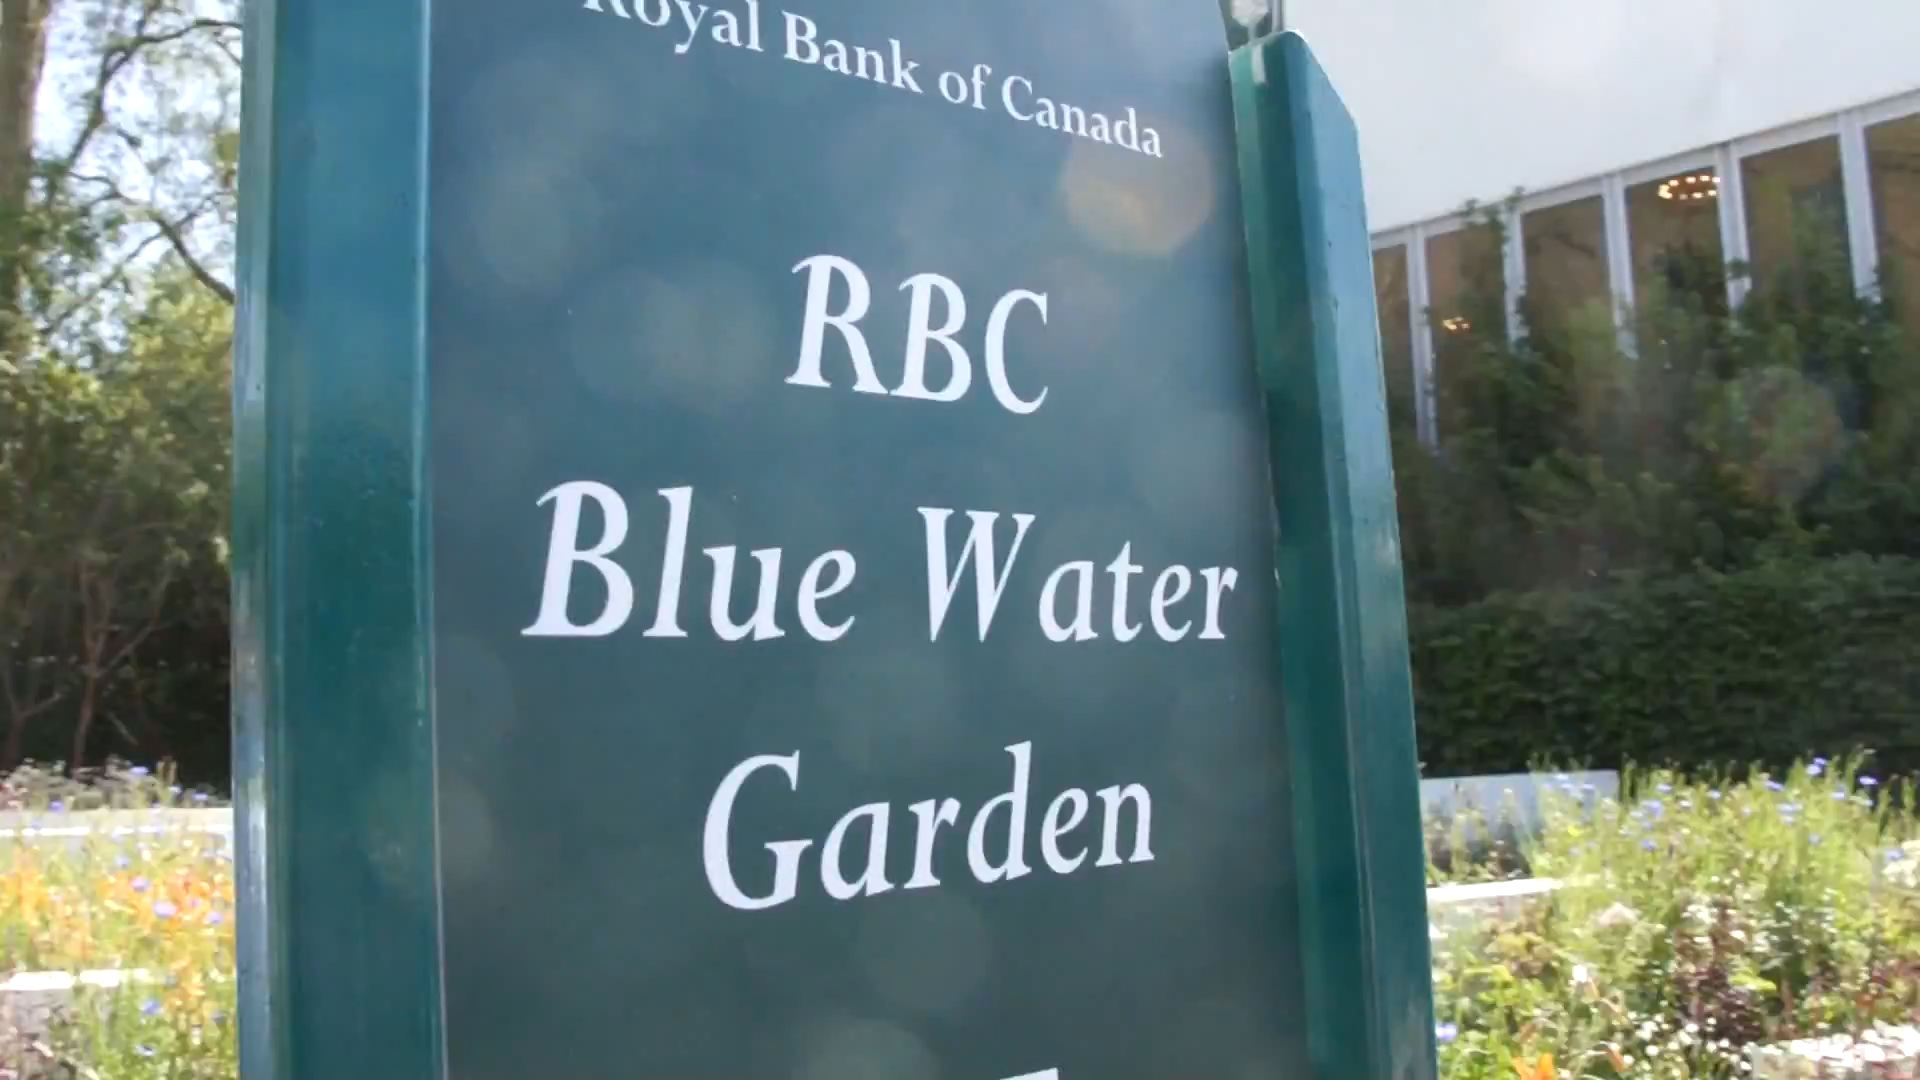 Royal Bank of Canada
RBC
Blue Water
Garden